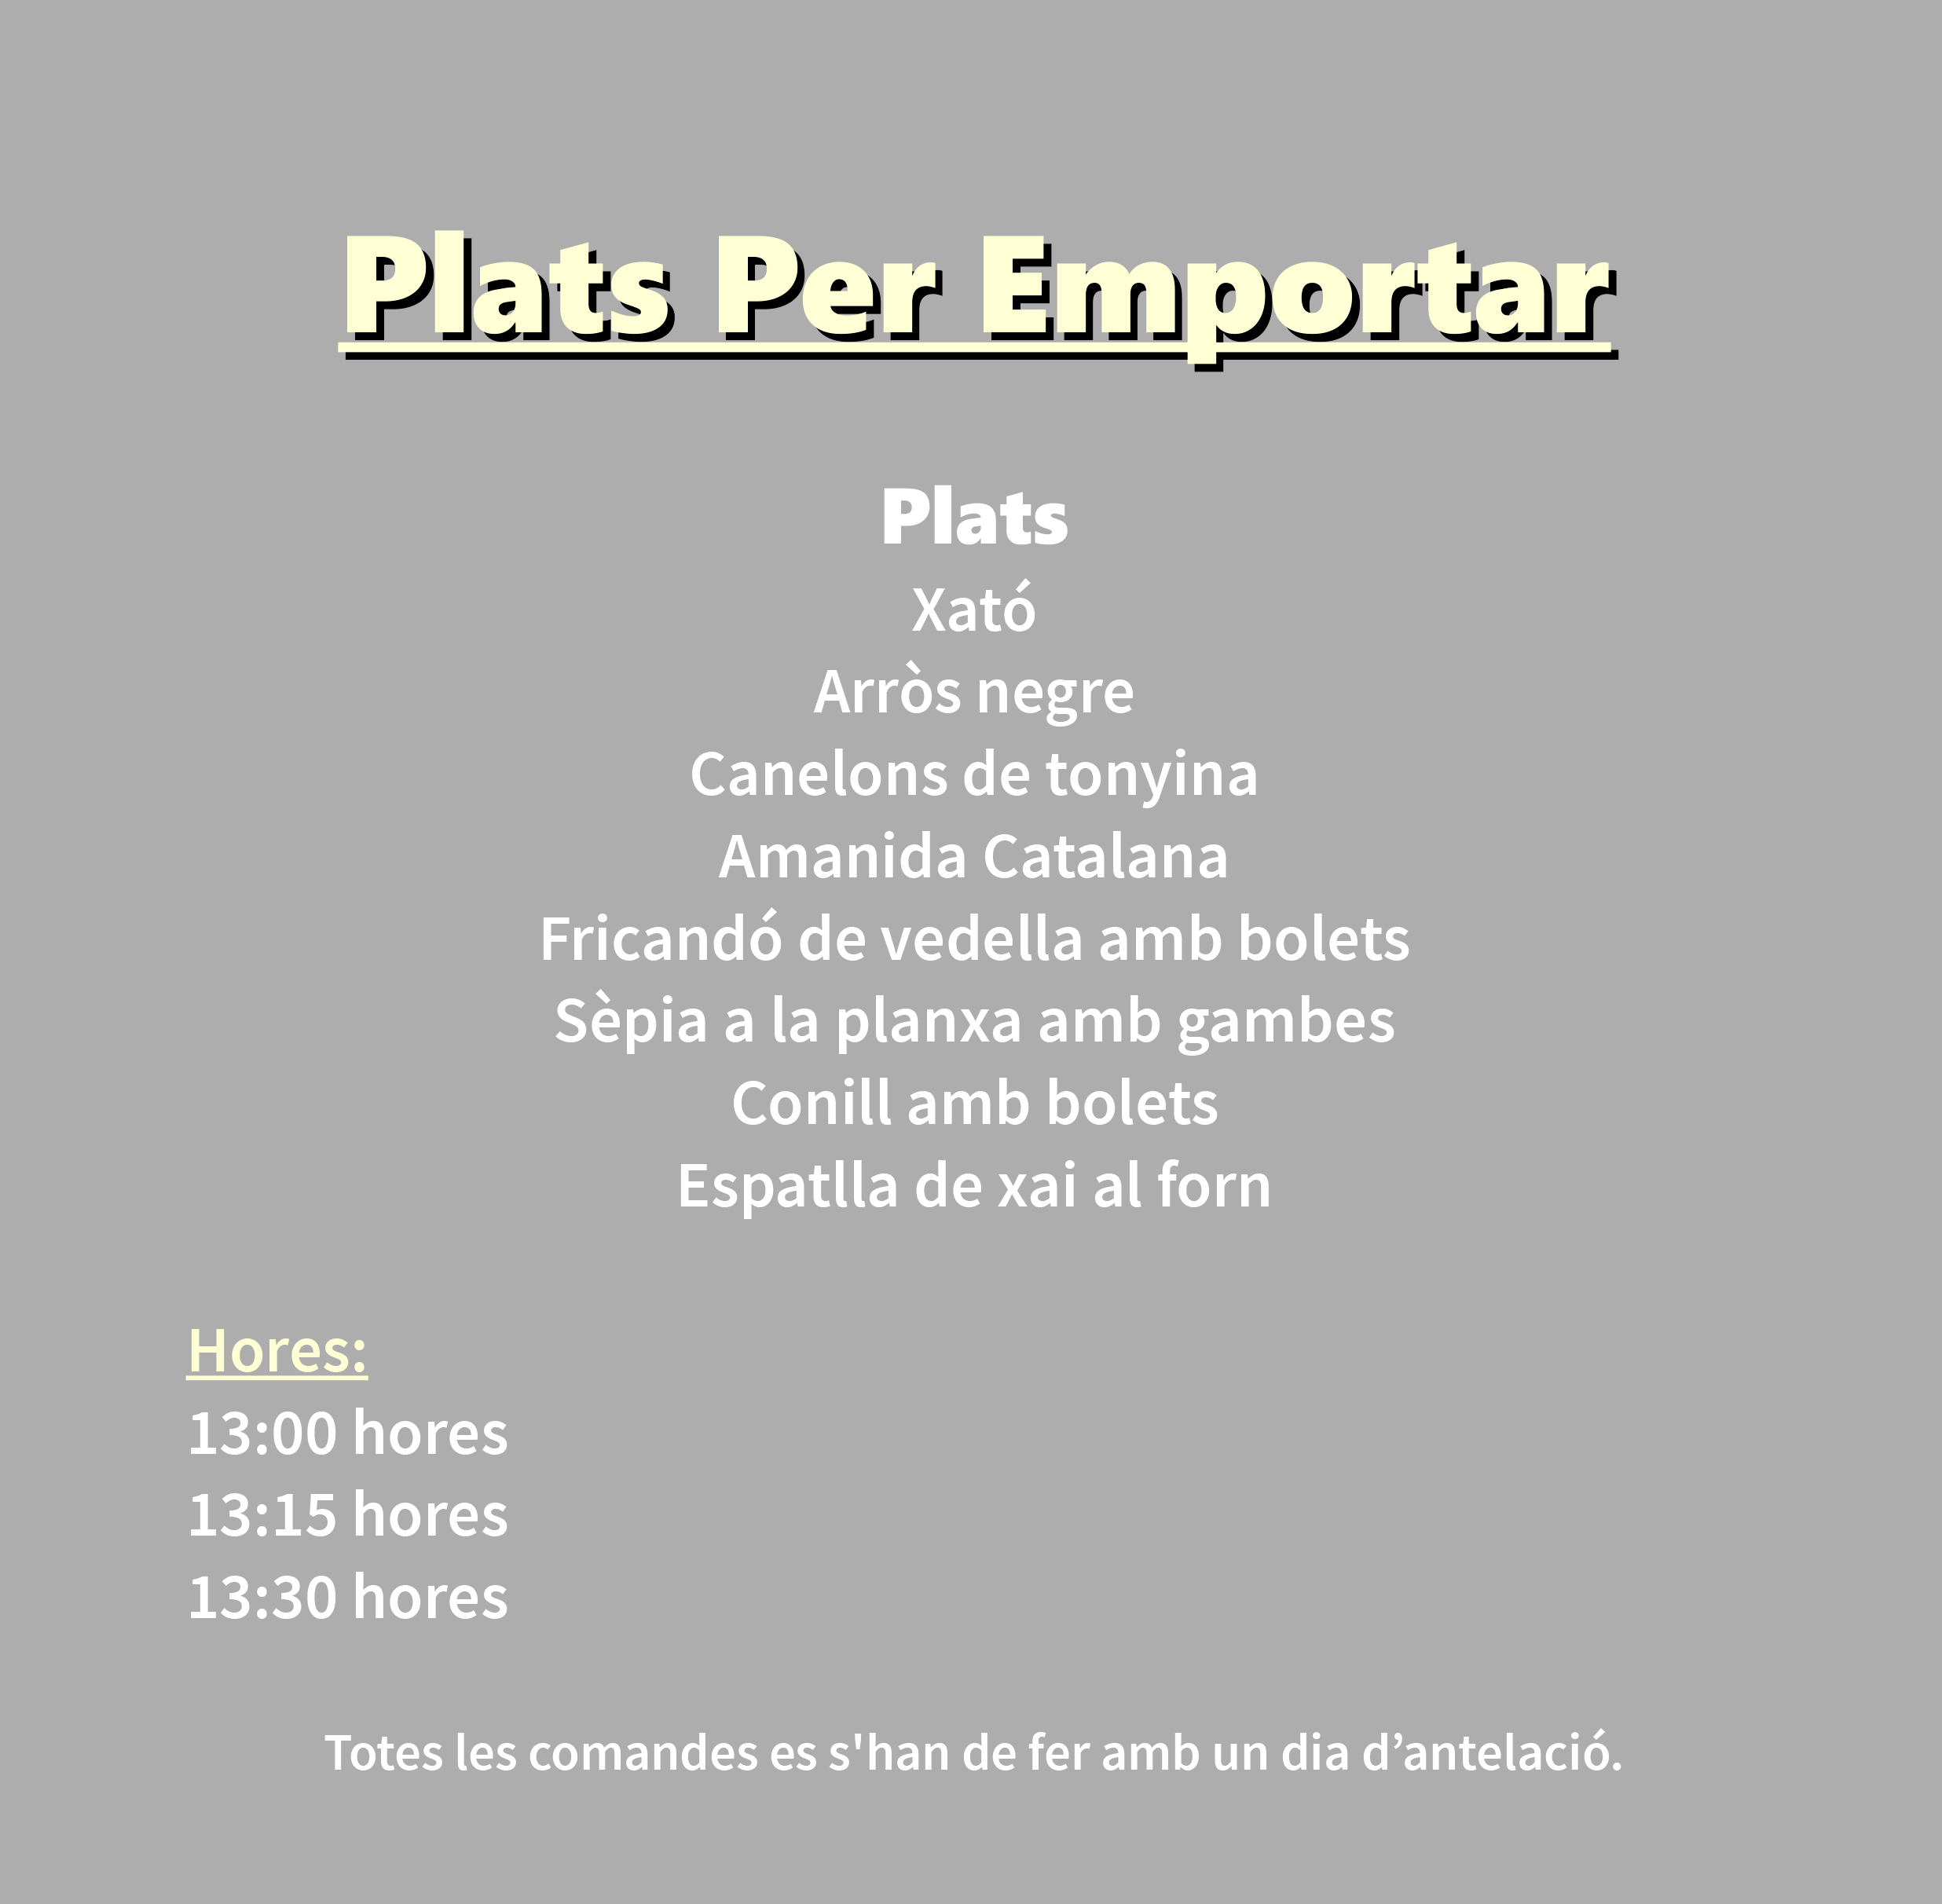 Plats Per Emportar
Plats
Xató
Arròs negre
Canelons de tonyina
Amanida Catalana
Fricandó de vedella amb bolets
Sèpia a la planxa amb gambes
Conill amb bolets
Espatlla de xai al forn
Hores:
13:00 hores
13:15 hores
13:30 hores
Totes les comandes es s'han de fer amb un dia d’antelació.